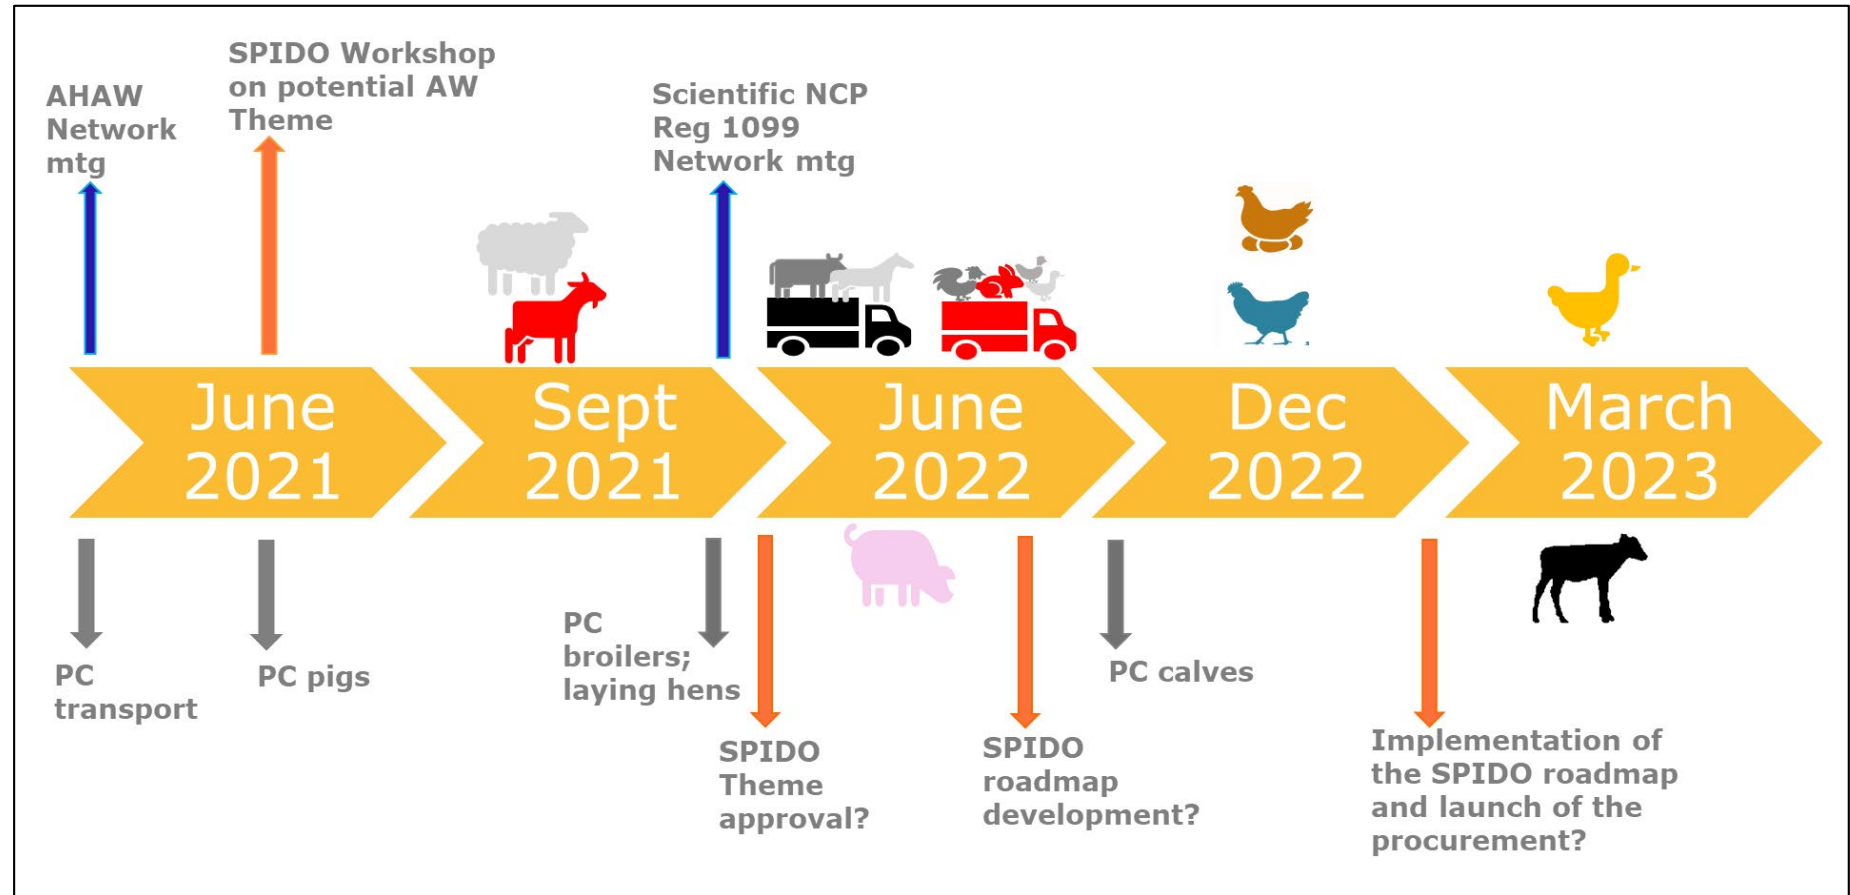 AHAW
Network
mtg
SPIDO Workshop
on potential AW
Theme
Scientific NCP
Reg 1099
Network mtg
June
2021
Sept
2021
June
2022
Dec
2022
March
2023
PC
transport
PC pigs
PC
broilers;
laying hens
SPIDO
Theme
approval?
SPIDO
roadmap
development?
PC calves
Implementation of
the SPIDO roadmap
and launch of the
procurement?